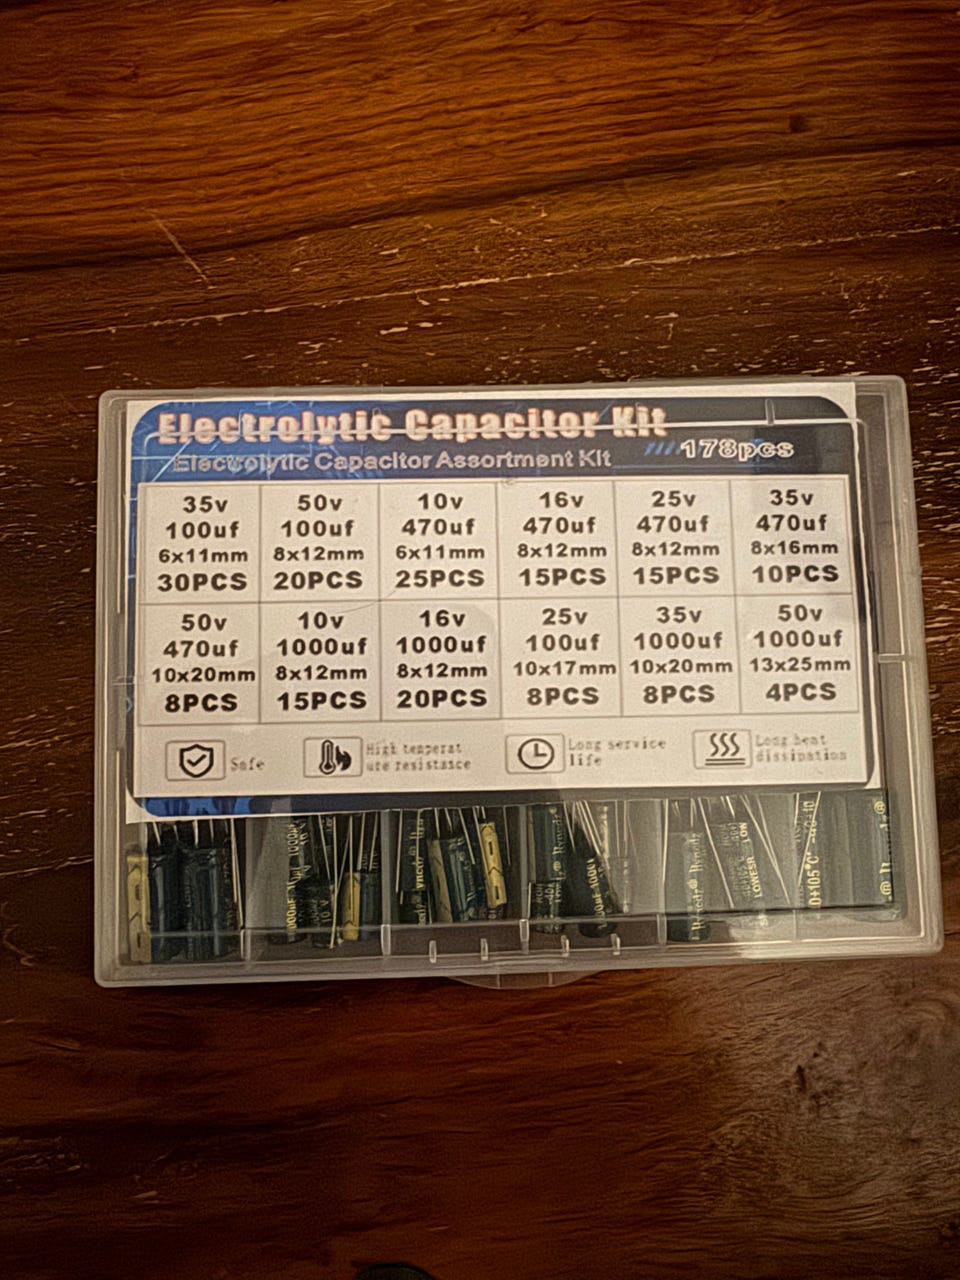 Electrolytic Capacitor Kit
Electrolytic Capacitor Assortment Kit
178pcs
35v
100uf
6x11mm
30PCS
50v
100uf
8x12mm
20PCS
10v
470uf
6x11mm
25PCS
16v
470uf
8x12mm
15PCS
25v
470uf
8x12mm
15PCS
35v
470uf
8x16mm
10PCS
50v
470uf
10x20mm
8PCS
10v
1000uf
8x12mm
15PCS
16v
1000uf
8x12mm
20PCS
25v
100uf
10x17mm
8PCS
35v
1000uf
10x20mm
8PCS
50v
1000uf
13x25mm
4PCS
Safe
High temperat
ure resistance
Long service
life
Long heat
dissipation
10 V
LOWESR
+105°C